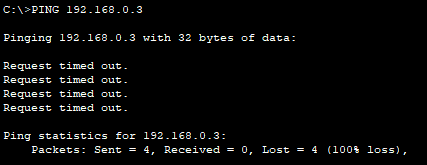 C:\>PING 192.168.0.3
Pinging 192.168.0.3 with 32 bytes of data:
Request timed out.
Request timed out.
Request timed out.
Request timed out.
Ping statistics for 192.168.0.3:
Packets: Sent = 4, Received = 0, Lost = 4 (100% loss),